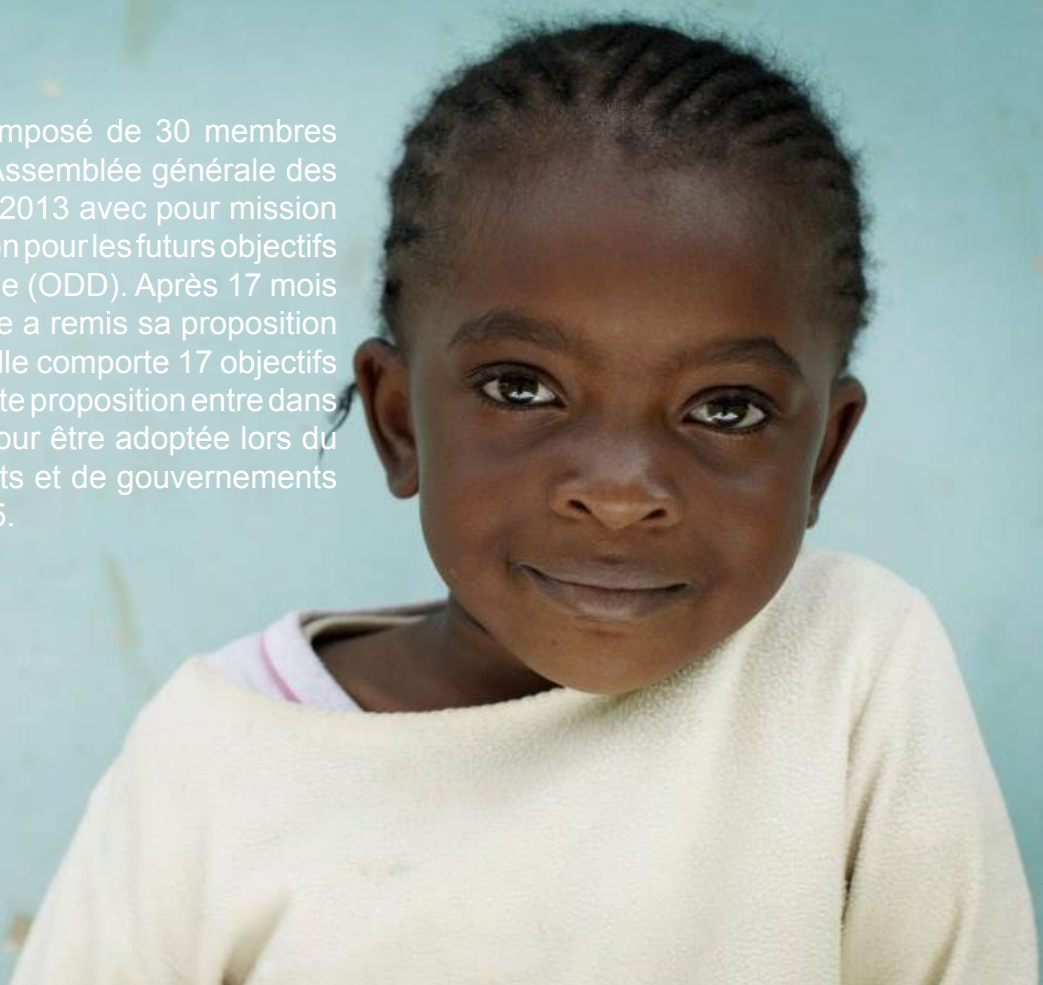 mposé de 30 membres
Assemblée générale des
2013 avec pour mission
n pour les futurs objectifs
e (ODD). Après 17 mois
e a remis sa proposition
lle comporte 17 objectifs
te proposition entre dans
our être adoptée lors du
ts et de gouvernements
5.